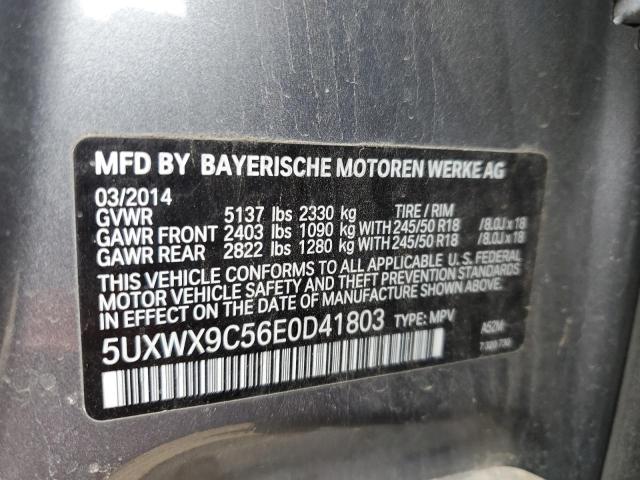 MFD BY BAYERISCHE MOTOREN WERKE AG
03/2014
GVWR 5137 lbs 2330 kg TIRE / RIM
GAWR FRONT 2403 lbs 1090 kg WITH 245/50 R18 /8.0J x 18
GAWR REAR 2822 lbs 1280 kg WITH 245/50 R18 /8.0J x 18
THIS VEHICLE CONFORMS TO ALL APPLICABLE U. S. FEDERAL
MOTOR VEHICLE SAFETY AND THEFT PREVENTION STANDARDS
IN EFFECT ON THE DATE OF MANUFACTURE SHOWN ABOVE.
5UXWX9C56E0D41803 TYPE: MPV